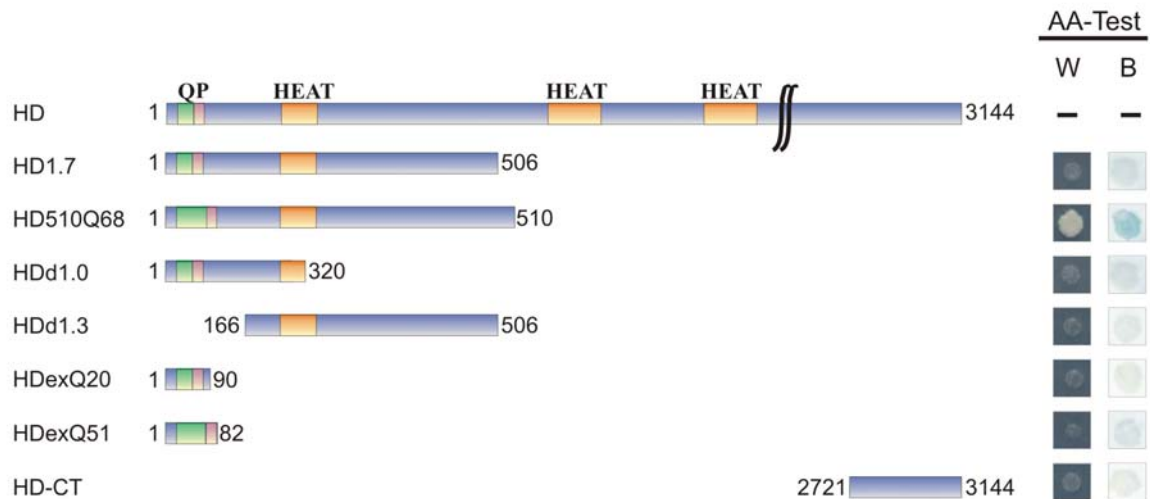 AA-Test
W B
QP HEAT HEAT HEAT
HD 1 3144 – –
HD1.7 1 506
HD510Q68 1 510
HDd1.0 1 320
HDd1.3 166 506
HDexQ20 1 90
HDexQ51 1 82
HD-CT 2721 3144